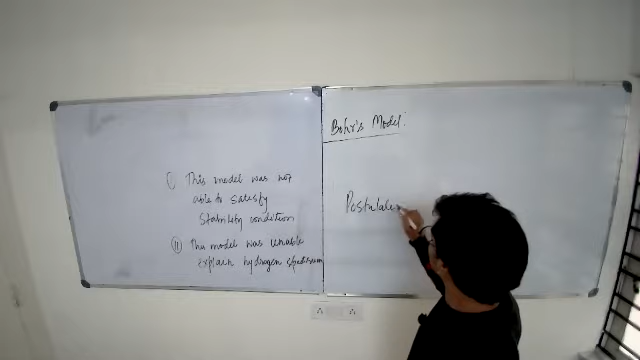 I) This model was not
able to satisfy
stability condition
II) This model was unable
explain hydrogen spectrum
Bohr's Model:
Postulates